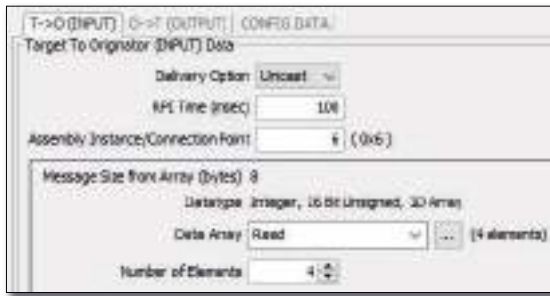 T->O (INPUT) O->T (OUTPUT) CONFIG DATA
Target To Originator (INPUT) Data
Delivery Option Unicast
RPI Time (msec) 100
Assembly Instance/Connection Point 6 (0x6)
Message Size from Array (bytes) 8
Datatype Integer, 16 Bit Unsigned, 1D Array
Data Array Read ... (4 elements)
Number of Elements 4